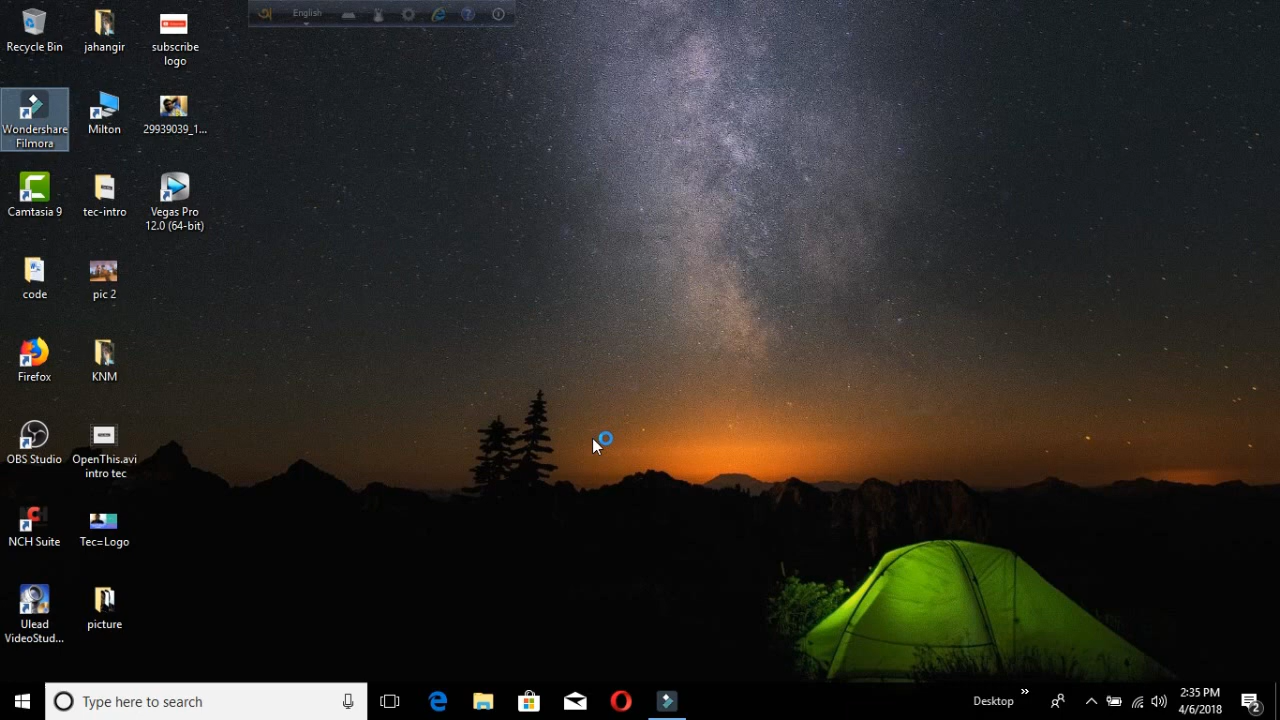 অ
English
Recycle Bin
jahangir
subscribe
logo
Wondershare
Filmora
Milton
29939039_1...
Camtasia 9
tec-intro
Vegas Pro
12.0 (64-bit)
code
pic 2
Firefox
KNM
OBS Studio
OpenThis.avi
intro tec
NCH Suite
Tec=Logo
Ulead
VideoStud...
picture
Type here to search
Desktop
2:35 PM
4/6/2018
2